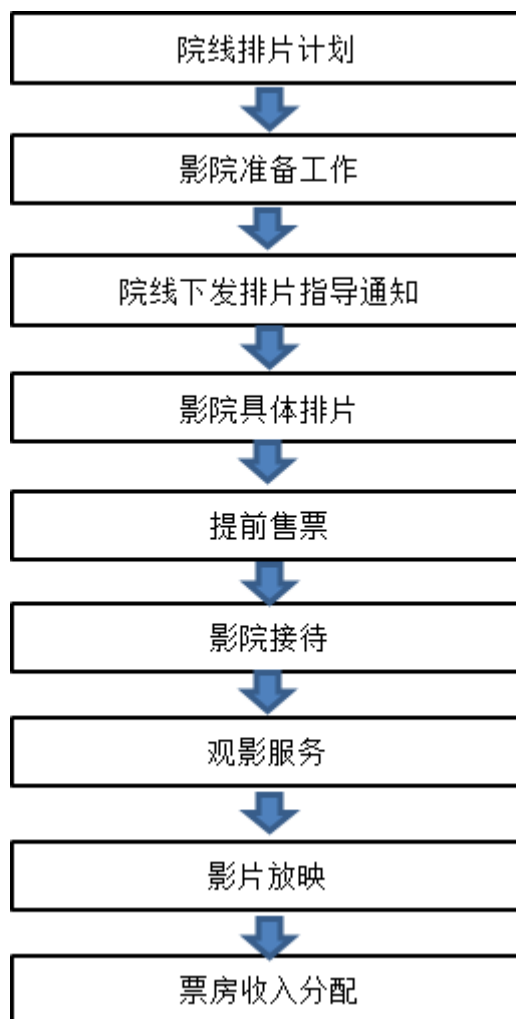 院线排片计划
影院准备工作
院线下发排片指导通知
影院具体排片
提前售票
影院接待
观影服务
影片放映
票房收入分配